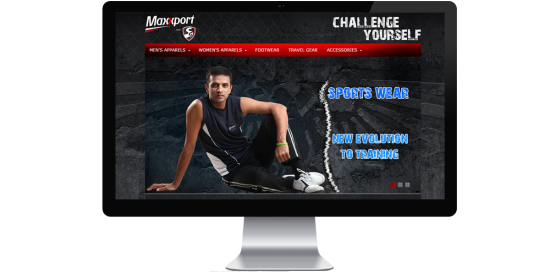 Maxxport
CHALLENGE
YOURSELF
MEN'S APPARELS
WOMEN'S APPARELS
FOOTWEAR
TRAVEL GEAR
ACCESSORIES
SPORTS WEAR
NEW EVOLUTION
TO TRAINING